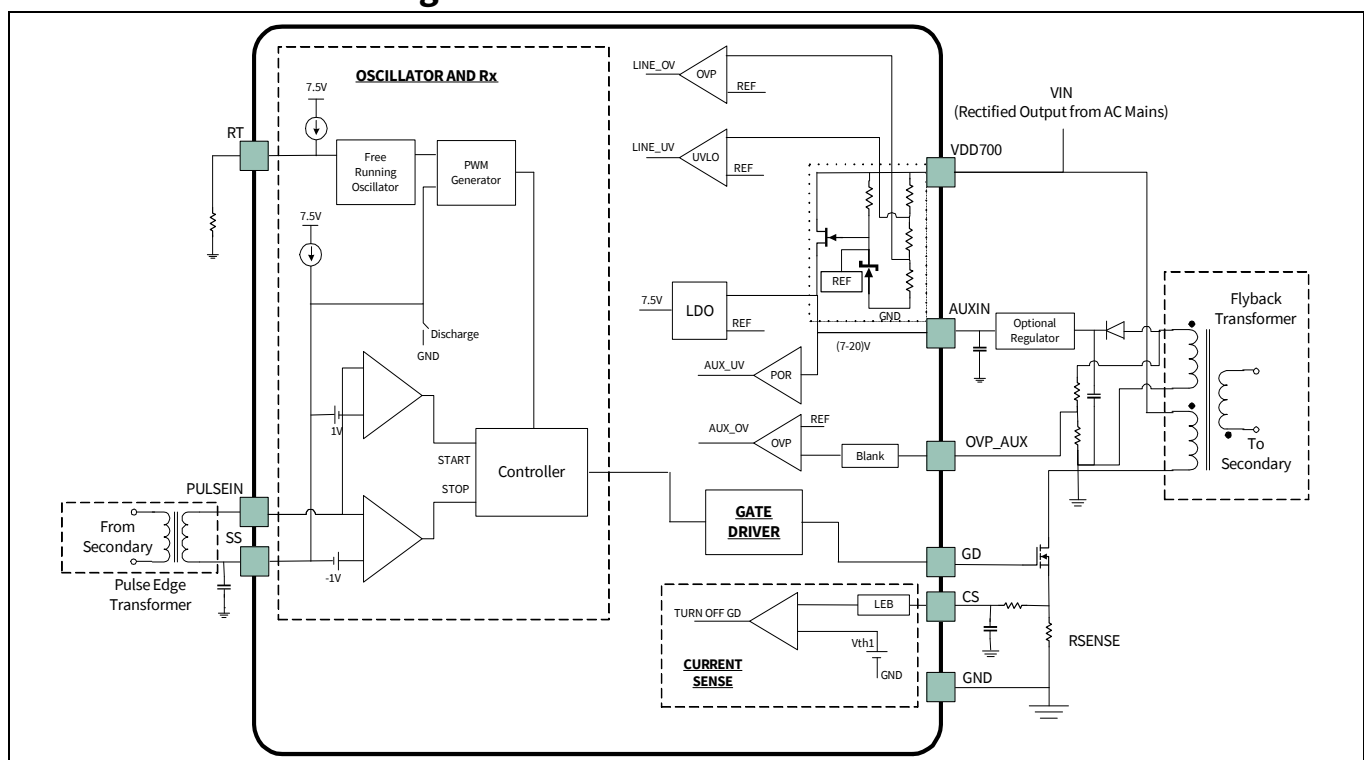 g
OSCILLATOR AND Rx
7.5V
RT
Free
Running
Oscillator
PWM
Generator
7.5V
Discharge
GND
1V
START
STOP
Controller
PULSEIN
SS
-1V
From
Secondary
Pulse Edge
Transformer
LINE_OV
OVP
REF
LINE_UV
UVLO
REF
VIN
(Rectified Output from AC Mains)
VDD700
REF
GND
7.5V
LDO
REF
AUXIN
(7-20)V
Optional
Regulator
Flyback
Transformer
AUX_UV
POR
AUX_OV
OVP
REF
Blank
OVP_AUX
To
Secondary
GATE
DRIVER
GD
TURN OFF GD
LEB
CS
Vth1
GND
CURRENT
SENSE
RSENSE
GND